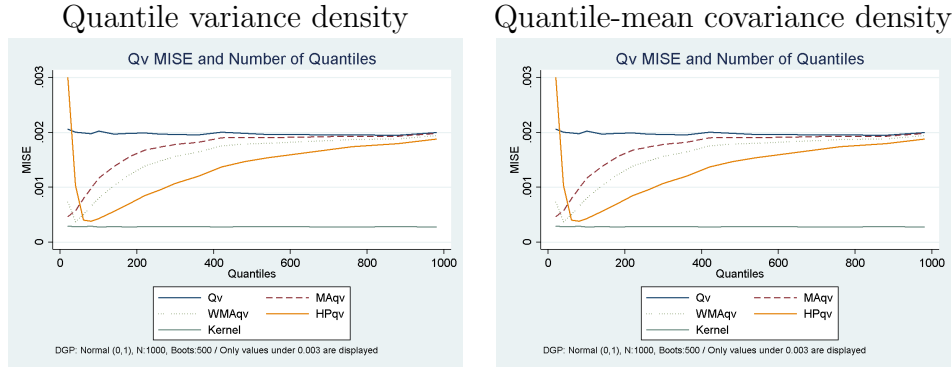 Quantile variance density
Qv MISE and Number of Quantiles
.003
.002
.001
0
MISE
0 200 400 600 800 1000
Quantiles
Qv MAqv
WMAqv HPqv
Kernel
DGP: Normal (0,1), N:1000, Boots:500 / Only values under 0.003 are displayed
Quantile-mean covariance density
Qv MISE and Number of Quantiles
.003
.002
.001
0
MISE
0 200 400 600 800 1000
Quantiles
Qv MAqv
WMAqv HPqv
Kernel
DGP: Normal (0,1), N:1000, Boots:500 / Only values under 0.003 are displayed